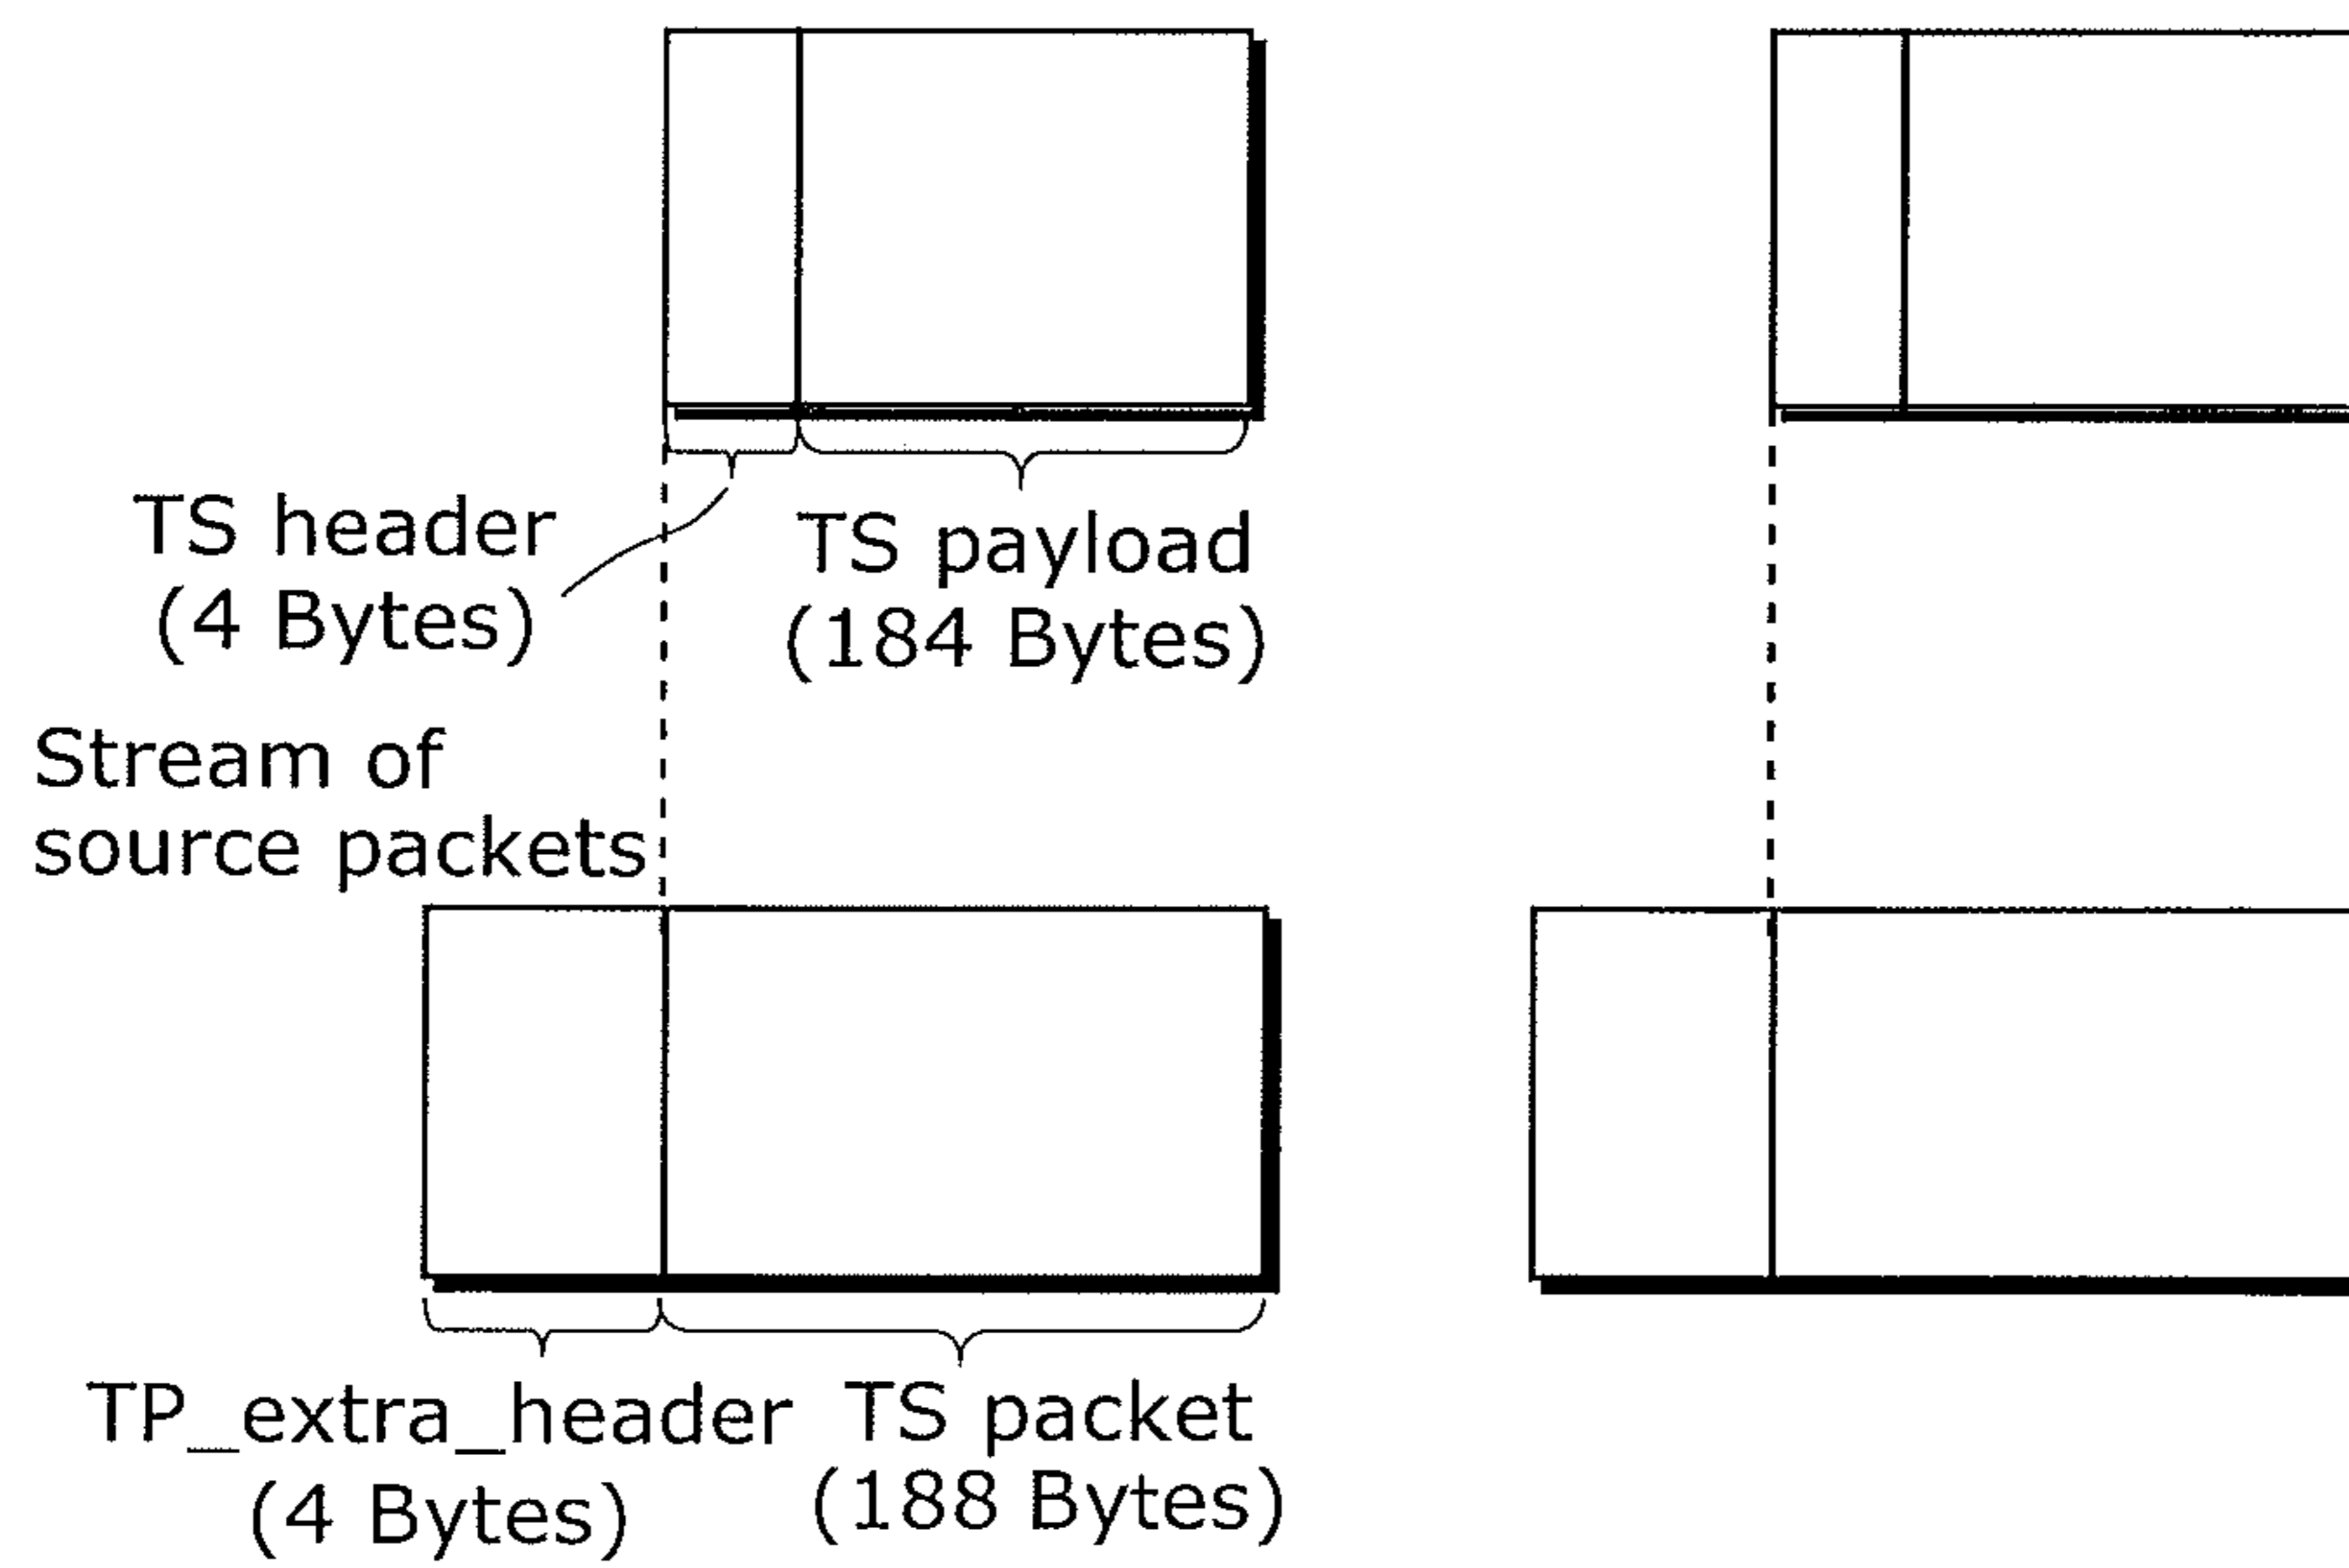 TS header
(4 Bytes)
TS payload
(184 Bytes)
Stream of
source packets
TP_extra_header
(4 Bytes)
TS packet
(188 Bytes)